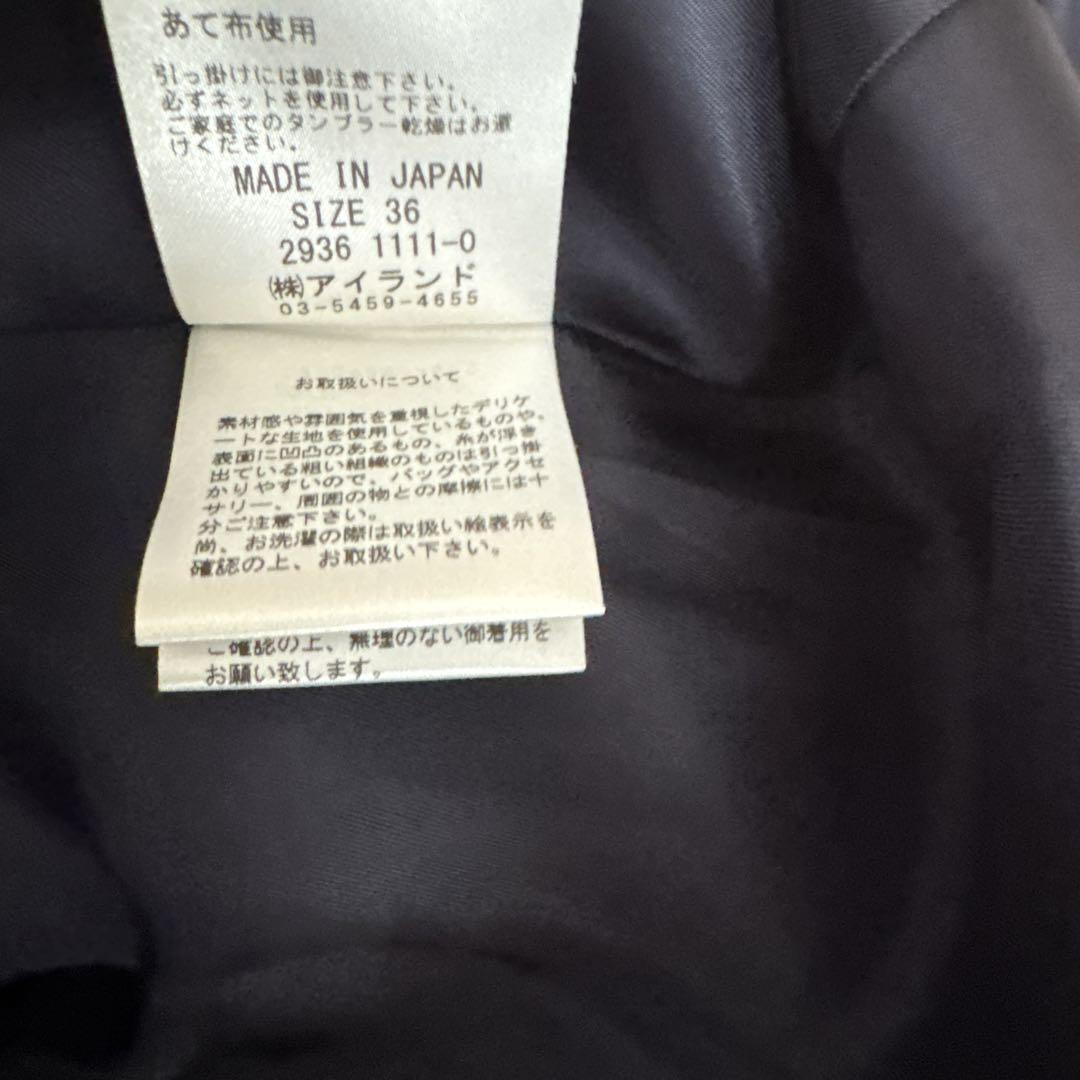 あて布使用
引っ掛けには御注意下さい。
必ずネットを使用して下さい。
ご家庭でのタンブラー乾燥はお避
けください。
MADE IN JAPAN
SIZE 36
2936 1111-0
㈱アイランド
03-5459-4655
お取扱いについて
素材感や雰囲気を重視したデリケ
ートな生地を使用しているものや、
表面に凹凸のあるもの、糸が浮き
出ている粗い組織のものは引っ掛
かりやすいので、バッグやアクセ
サリー、周囲の物との摩擦には十
分ご注意下さい。
尚、お洗濯の際は取扱い絵表示を
確認の上、お取扱い下さい。
ご確認の上、無理のない御着用を
お願い致します。